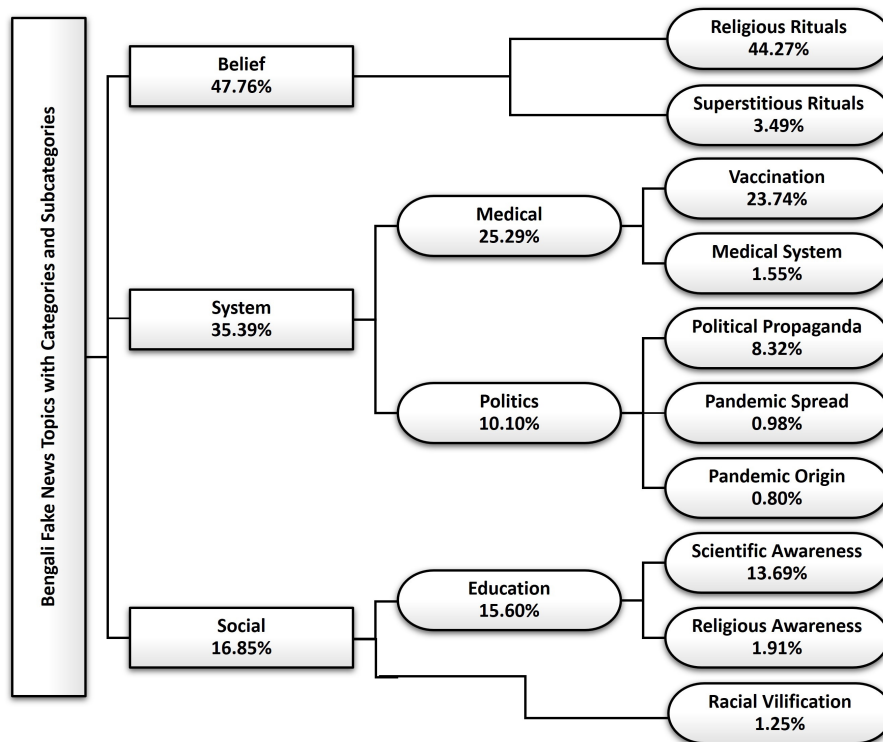 Bengali Fake News Topics with Categories and Subcategories
Belief
47.76%
Religious Rituals
44.27%
Superstitious Rituals
3.49%
System
35.39%
Medical
25.29%
Vaccination
23.74%
Medical System
1.55%
Politics
10.10%
Political Propaganda
8.32%
Pandemic Spread
0.98%
Pandemic Origin
0.80%
Social
16.85%
Education
15.60%
Scientific Awareness
13.69%
Religious Awareness
1.91%
Racial Vilification
1.25%